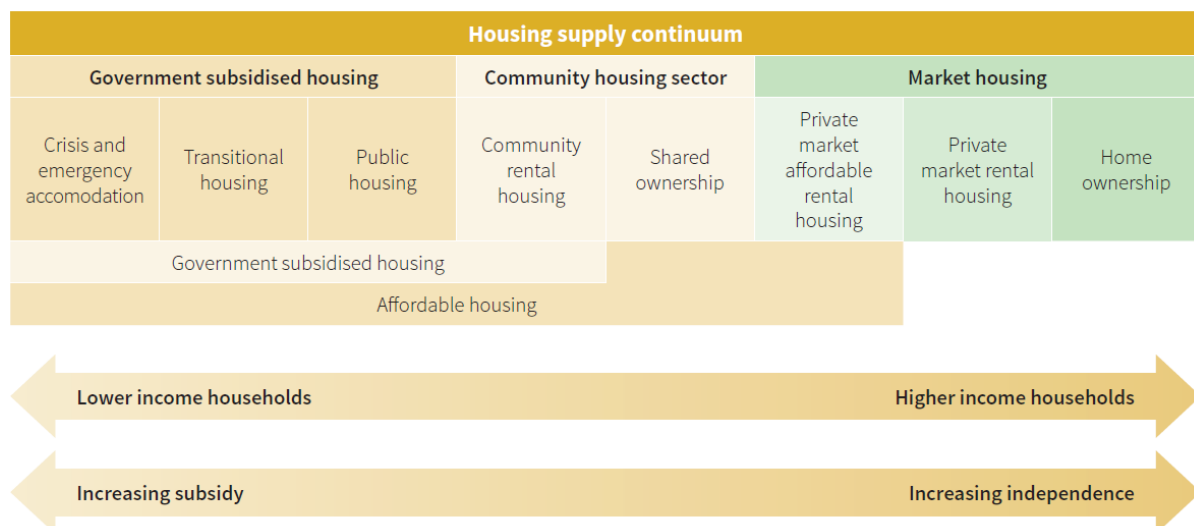 Housing supply continuum
Government subsidised housing
Community housing sector
Market housing
Crisis and
emergency
accomodation
Transitional
housing
Public
housing
Community
rental
housing
Shared
ownership
Private
market
affordable
rental
housing
Private
market rental
housing
Home
ownership
Government subsidised housing
Affordable housing
Lower income households
Higher income households
Increasing subsidy
Increasing independence